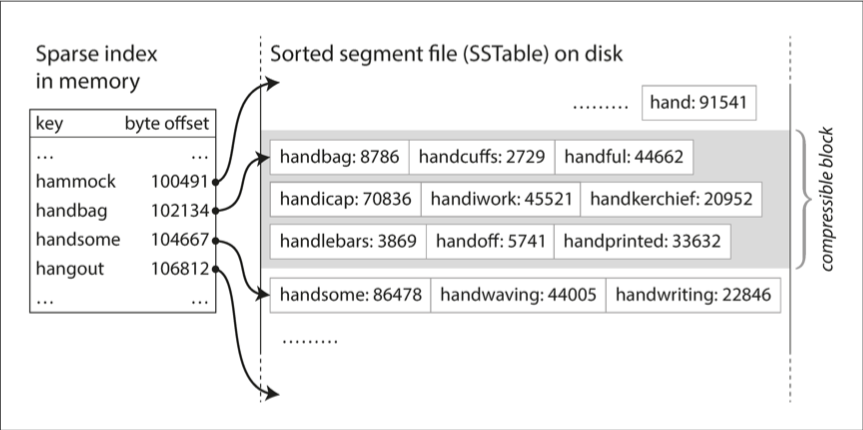 Sparse index
in memory
key byte offset
... ...
hammock 100491
handbag 102134
handsome 104667
hangout 106812
... ...
Sorted segment file (SSTable) on disk
......... hand: 91541
handbag: 8786 handcuffs: 2729 handful: 44662
handicap: 70836 handiwork: 45521 handkerchief: 20952
handlebars: 3869 handoff: 5741 handprinted: 33632
handsome: 86478 handwaving: 44005 handwriting: 22846
.........
compressible block